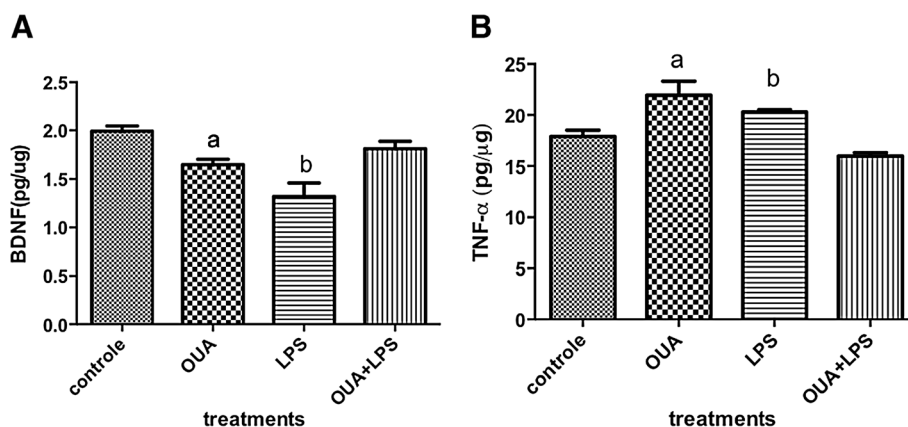 A
BDNF(pg/ug)
2.5
2.0
1.5
1.0
0.5
0.0
a
b
controle
OUA
LPS
OUA+LPS
treatments
B
TNF-α (pg/μg)
25
20
15
10
5
0
a
b
controle
OUA
LPS
OUA+LPS
treatments